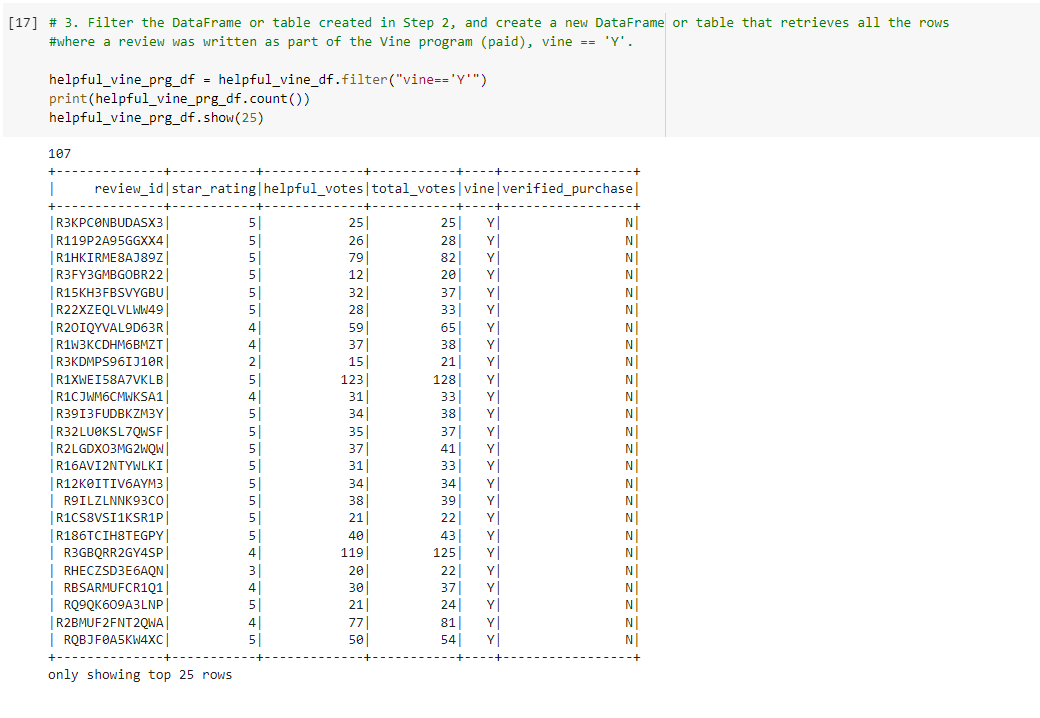 [17] # 3. Filter the DataFrame or table created in Step 2, and create a new DataFrame or table that retrieves all the rows
#where a review was written as part of the Vine program (paid), vine == 'Y'.
helpful_vine_prg_df = helpful_vine_df.filter("vine=='Y'")
print(helpful_vine_prg_df.count())
helpful_vine_prg_df.show(25)
107
+--------------+-----------+-------------+-----------+----+-----------------+
|     review_id|star_rating|helpful_votes|total_votes|vine|verified_purchase|
+--------------+-----------+-------------+-----------+----+-----------------+
|R3KPC0NBUDASX3|          5|           25|         25|   Y|                N|
|R119P2A95GGXX4|          5|           26|         28|   Y|                N|
|R1HKIRME8AJ89Z|          5|           79|         82|   Y|                N|
|R3FY3GMBGOBR22|          5|           12|         20|   Y|                N|
|R15KH3FBSVYGBU|          5|           32|         37|   Y|                N|
|R22XZEQLVLWW49|          5|           28|         33|   Y|                N|
|R2OIQYVAL9D63R|          4|           59|         65|   Y|                N|
|R1W3KCDHM6BMZT|          4|           37|         38|   Y|                N|
|R3KDMPS96IJ10R|          2|           15|         21|   Y|                N|
|R1XWEI58A7VKLB|          5|          123|        128|   Y|                N|
|R1CJWM6CMWKSA1|          4|           31|         33|   Y|                N|
|R39I3FUDBKZM3Y|          5|           34|         38|   Y|                N|
|R32LU0KSL7QWSF|          5|           35|         37|   Y|                N|
|R2LGDXO3MG2WQW|          5|           37|         41|   Y|                N|
|R16AVI2NTYWLKI|          5|           31|         33|   Y|                N|
|R12K0ITIV6AYM3|          5|           34|         34|   Y|                N|
| R9ILZLNNK93CO|          5|           38|         39|   Y|                N|
|R1CS8VSI1KSR1P|          5|           21|         22|   Y|                N|
|R186TCIH8TEGPY|          5|           40|         43|   Y|                N|
| R3GBQRR2GY4SP|          4|          119|        125|   Y|                N|
| RHECZSD3E6AQN|          3|           20|         22|   Y|                N|
| RBSARMUFCR1Q1|          4|           30|         37|   Y|                N|
| RQ9QK6O9A3LNP|          5|           21|         24|   Y|                N|
|R2BMUF2FNT2QWA|          4|           77|         81|   Y|                N|
| RQBJF0A5KW4XC|          5|           50|         54|   Y|                N|
+--------------+-----------+-------------+-----------+----+-----------------+
only showing top 25 rows